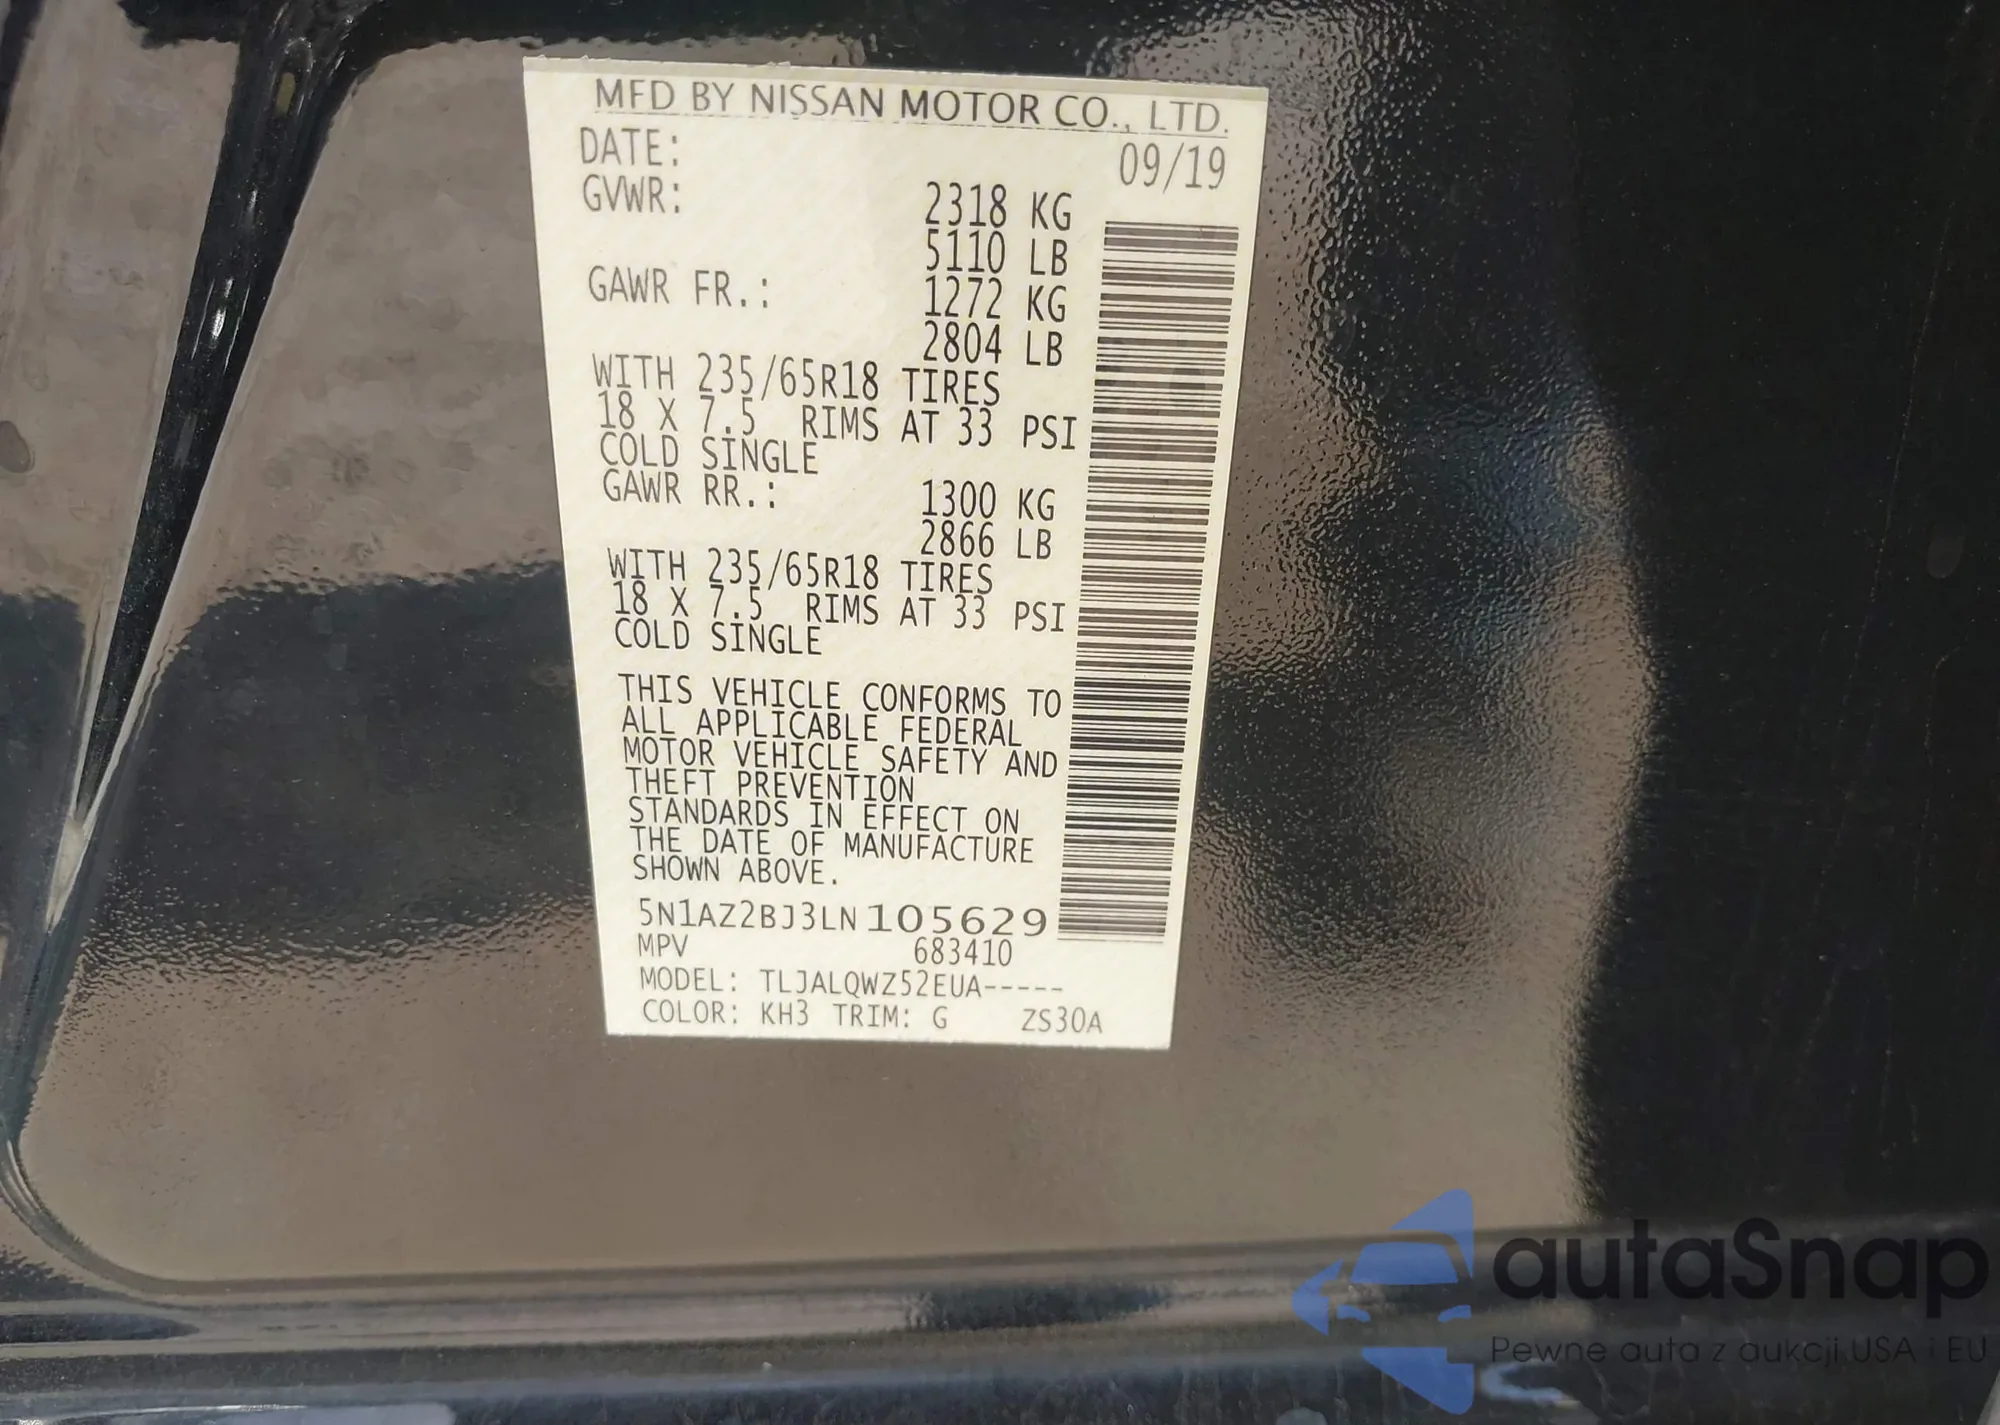 MFD BY NISSAN MOTOR CO., LTD.
DATE: 09/19
GVWR: 2318 KG
5110 LB
GAWR FR.: 1272 KG
2804 LB
WITH 235/65R18 TIRES
18 X 7.5 RIMS AT 33 PSI
COLD SINGLE
GAWR RR.: 1300 KG
2866 LB
WITH 235/65R18 TIRES
18 X 7.5 RIMS AT 33 PSI
COLD SINGLE
THIS VEHICLE CONFORMS TO
ALL APPLICABLE FEDERAL
MOTOR VEHICLE SAFETY AND
THEFT PREVENTION
STANDARDS IN EFFECT ON
THE DATE OF MANUFACTURE
SHOWN ABOVE.
5N1AZ2BJ3LN105629
MPV 683410
MODEL: TLJALQWZ52EUA-----
COLOR: KH3 TRIM: G ZS30A
autaSnap
Pewne auta z aukcji USA i EU